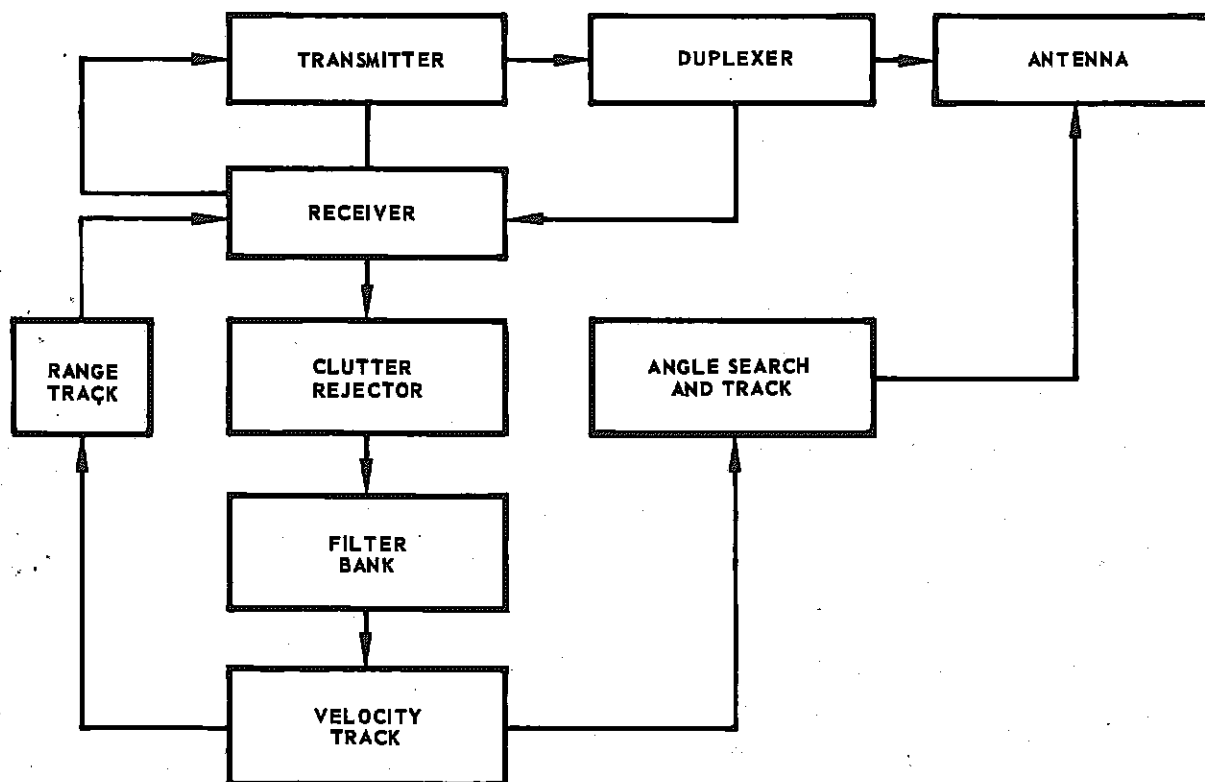 TRANSMITTER
DUPLEXER
ANTENNA
RECEIVER
RANGE
TRACK
CLUTTER
REJECTOR
ANGLE SEARCH
AND TRACK
FILTER
BANK
VELOCITY
TRACK